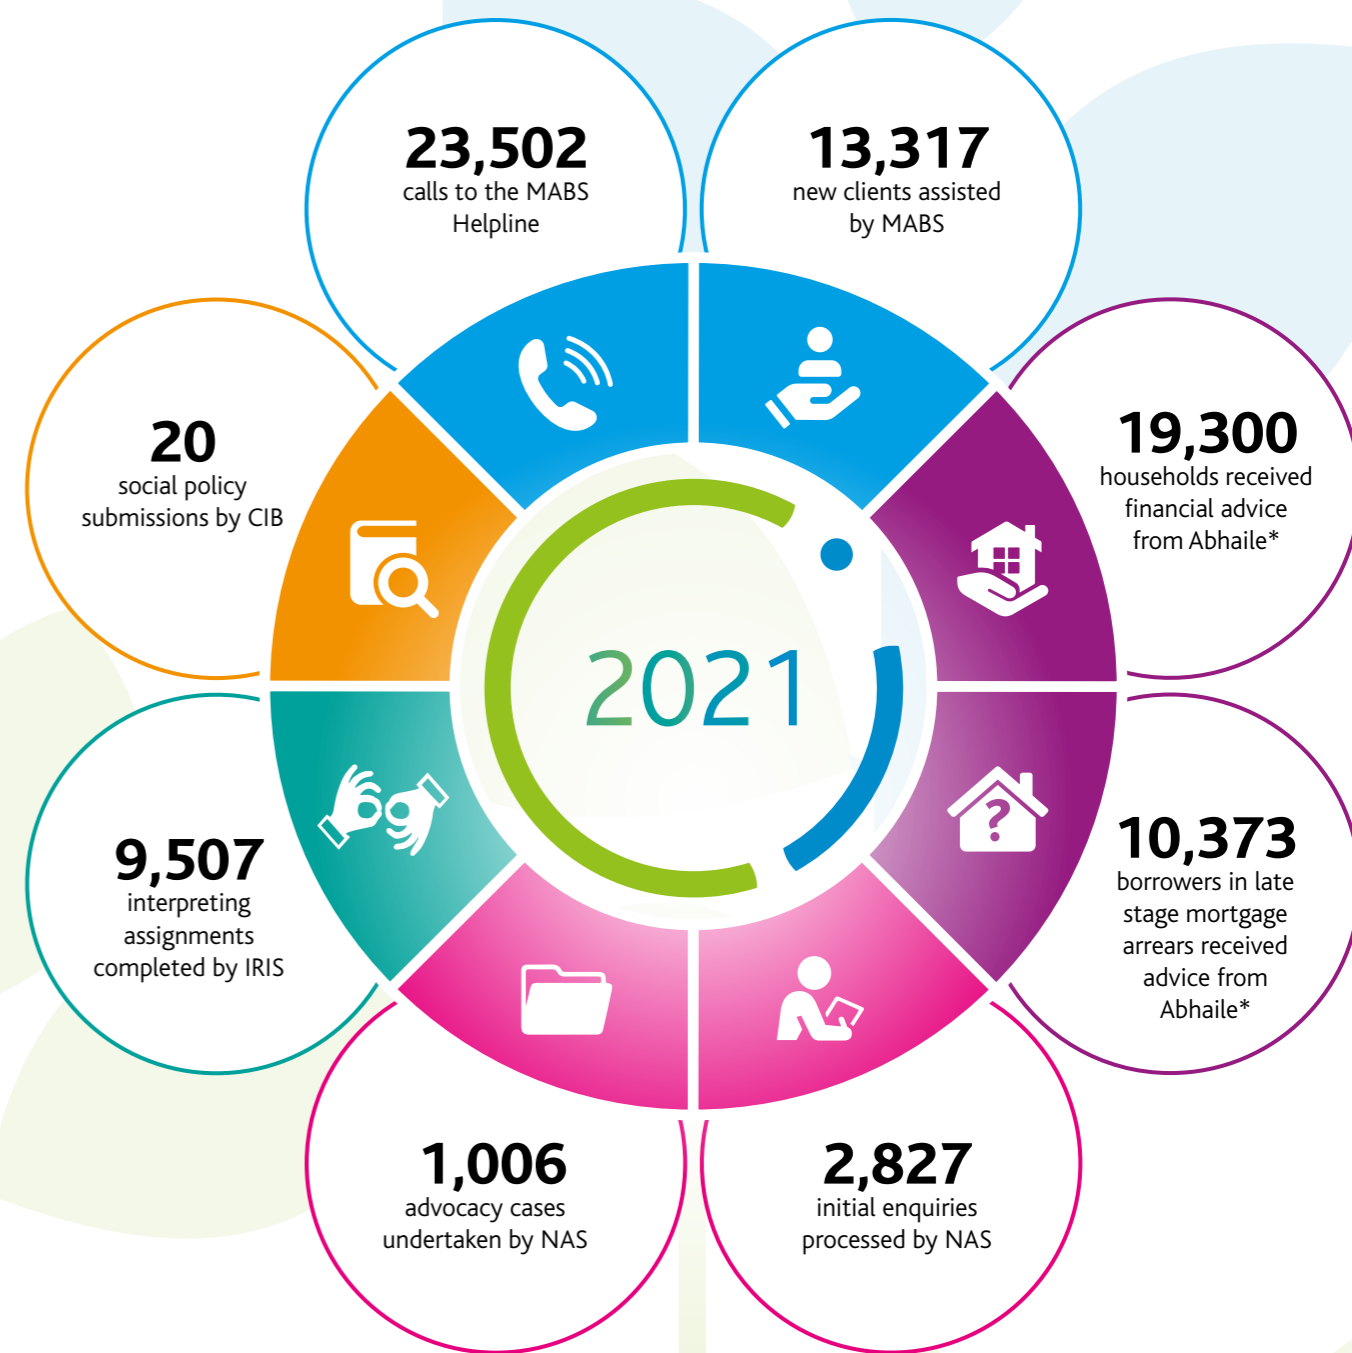 23,502
calls to the MABS
Helpline
13,317
new clients assisted
by MABS
19,300
households received
financial advice
from Abhaile*
10,373
borrowers in late
stage mortgage
arrears received
advice from
Abhaile*
2,827
initial enquiries
processed by NAS
1,006
advocacy cases
undertaken by NAS
9,507
interpreting
assignments
completed by IRIS
20
social policy
submissions by CIB
2021
?